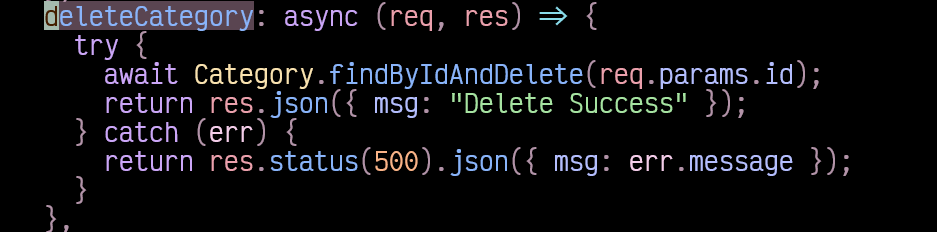 deleteCategory: async (req, res) => {
try {
await Category.findByIdAndDelete(req.params.id);
return res.json({ msg: "Delete Success" });
} catch (err) {
return res.status(500).json({ msg: err.message });
}
},